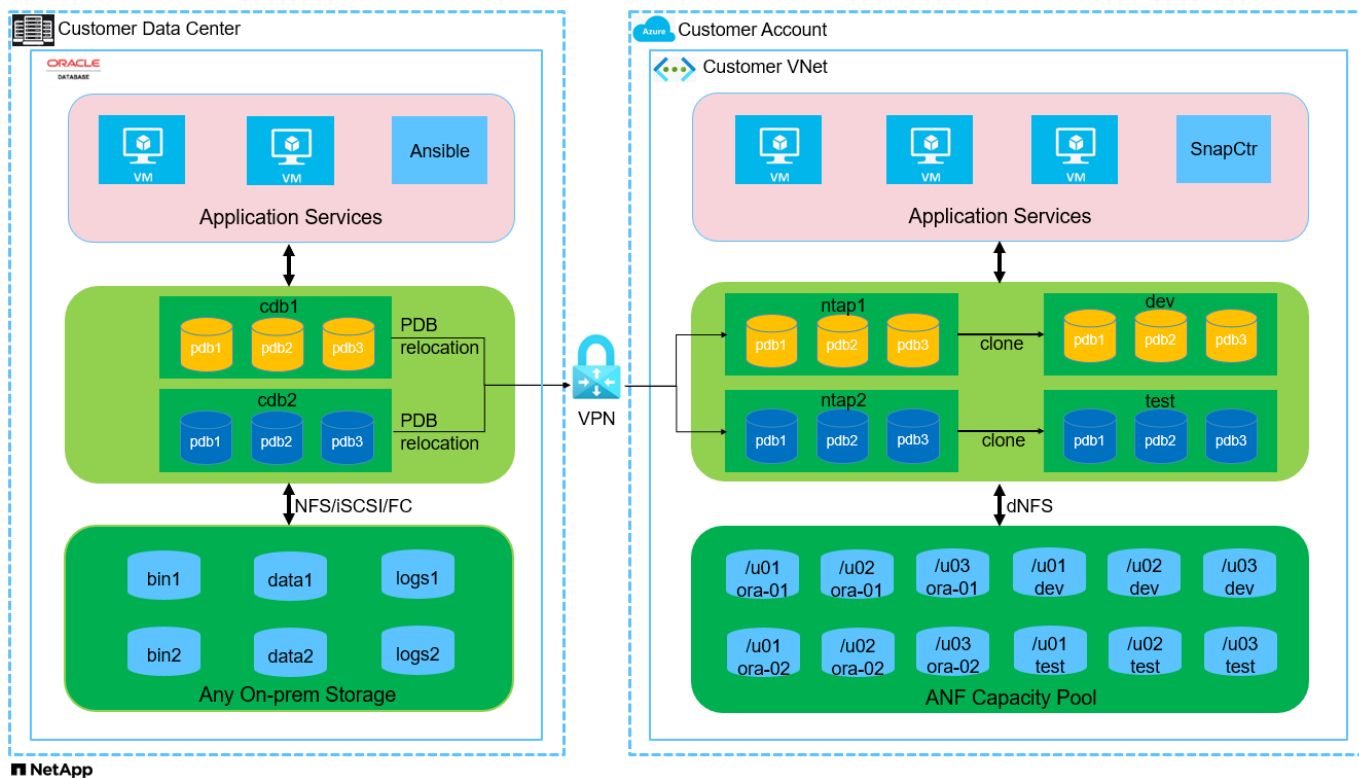 Customer Data Center
ORACLE
DATABASE
VM
VM
Ansible
Application Services
cdb1
pdb1
pdb2
pdb3
PDB
relocation
cdb2
pdb1
pdb2
pdb3
PDB
relocation
NFS/iSCSI/FC
bin1
data1
logs1
bin2
data2
logs2
Any On-prem Storage
VPN
Azure
Customer Account
Customer VNet
VM
VM
VM
SnapCtr
Application Services
ntap1
pdb1
pdb2
pdb3
clone
dev
pdb1
pdb2
pdb3
ntap2
pdb1
pdb2
pdb3
clone
test
pdb1
pdb2
pdb3
dNFS
/u01
ora-01
/u02
ora-01
/u03
ora-01
/u01
dev
/u02
dev
/u03
dev
/u01
ora-02
/u02
ora-02
/u03
ora-02
/u01
test
/u02
test
/u03
test
ANF Capacity Pool
NetApp